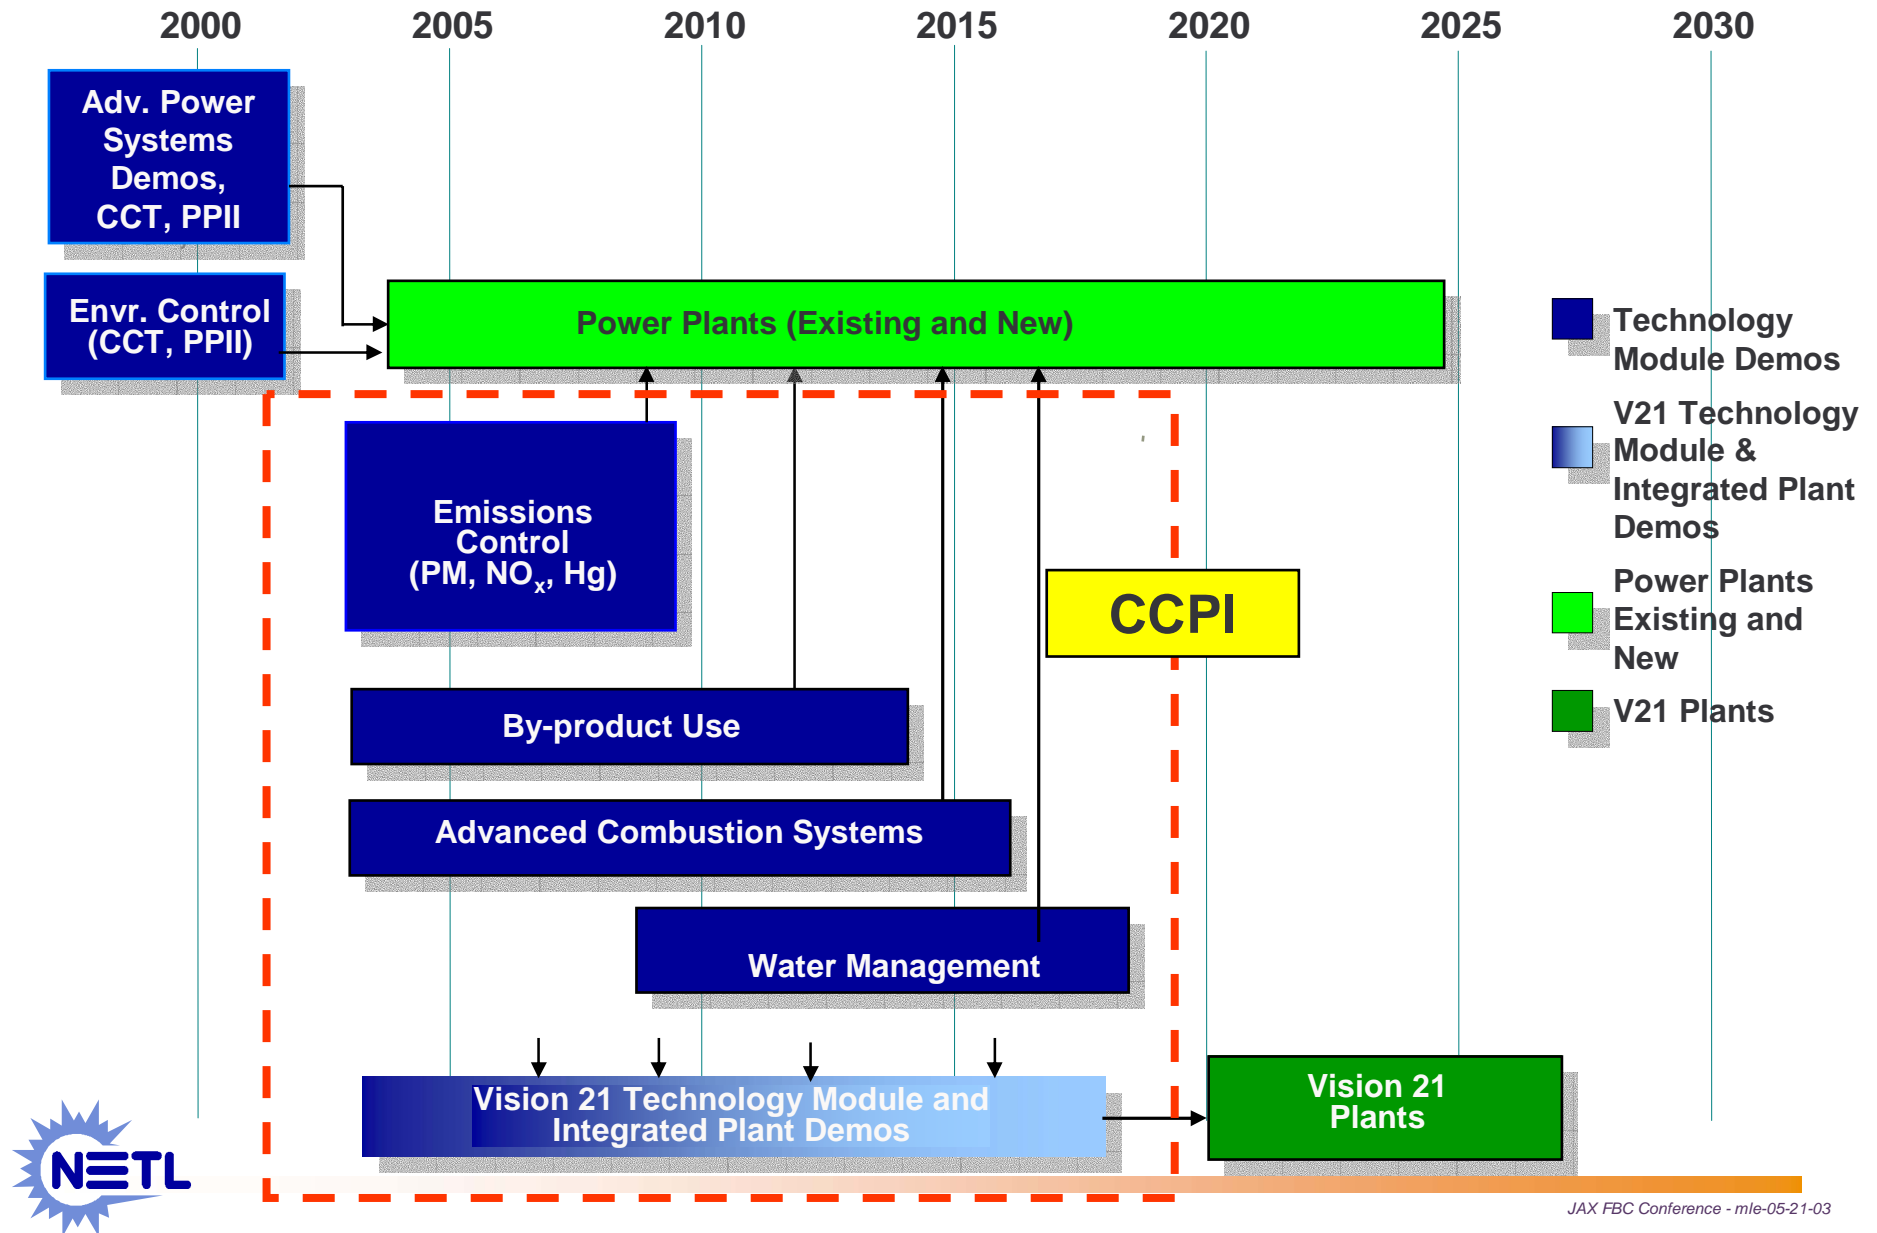 2000 2005 2010 2015 2020 2025 2030
Adv. Power
Systems
Demos,
CCT, PPII
Envr. Control
(CCT, PPII)
Power Plants (Existing and New)
Emissions
Control
(PM, NOx, Hg)
CCPI
By-product Use
Advanced Combustion Systems
Water Management
Vision 21 Technology Module and
Integrated Plant Demos
Vision 21
Plants
Technology
Module Demos
V21 Technology
Module &
Integrated Plant
Demos
Power Plants
Existing and
New
V21 Plants
NETL
JAX FBC Conference - mle-05-21-03